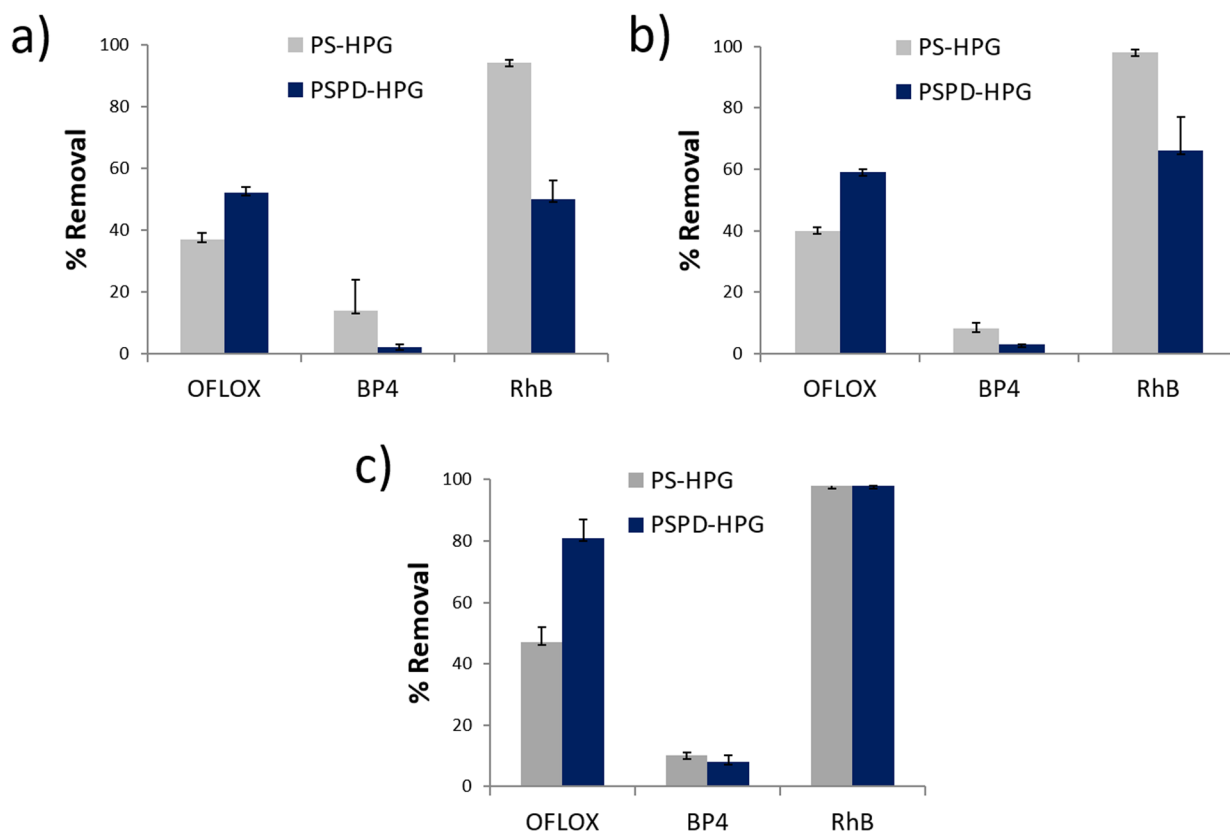 a)
PS-HPG
PSPD-HPG
% Removal
100
80
60
40
20
0
OFLOX BP4 RhB
b)
PS-HPG
PSPD-HPG
% Removal
100
80
60
40
20
0
OFLOX BP4 RhB
c)
PS-HPG
PSPD-HPG
% Removal
100
80
60
40
20
0
OFLOX BP4 RhB